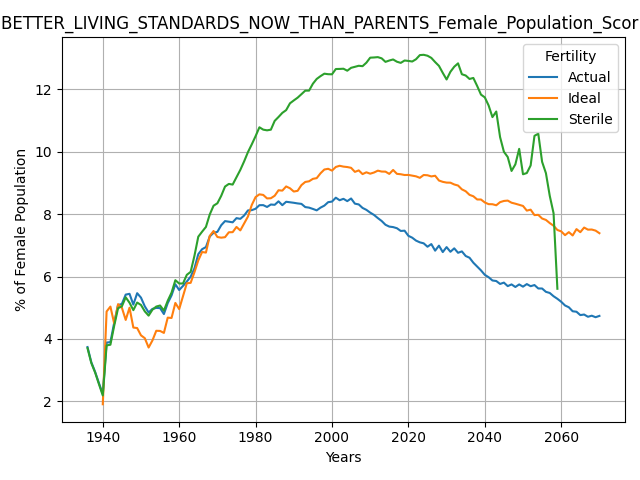 BETTER_LIVING_STANDARDS_NOW_THAN_PARENTS_Female_Population_Scor
% of Female Population
12
10
8
6
4
2
1940 1960 1980 2000 2020 2040 2060
Years
Fertility
Actual
Ideal
Sterile